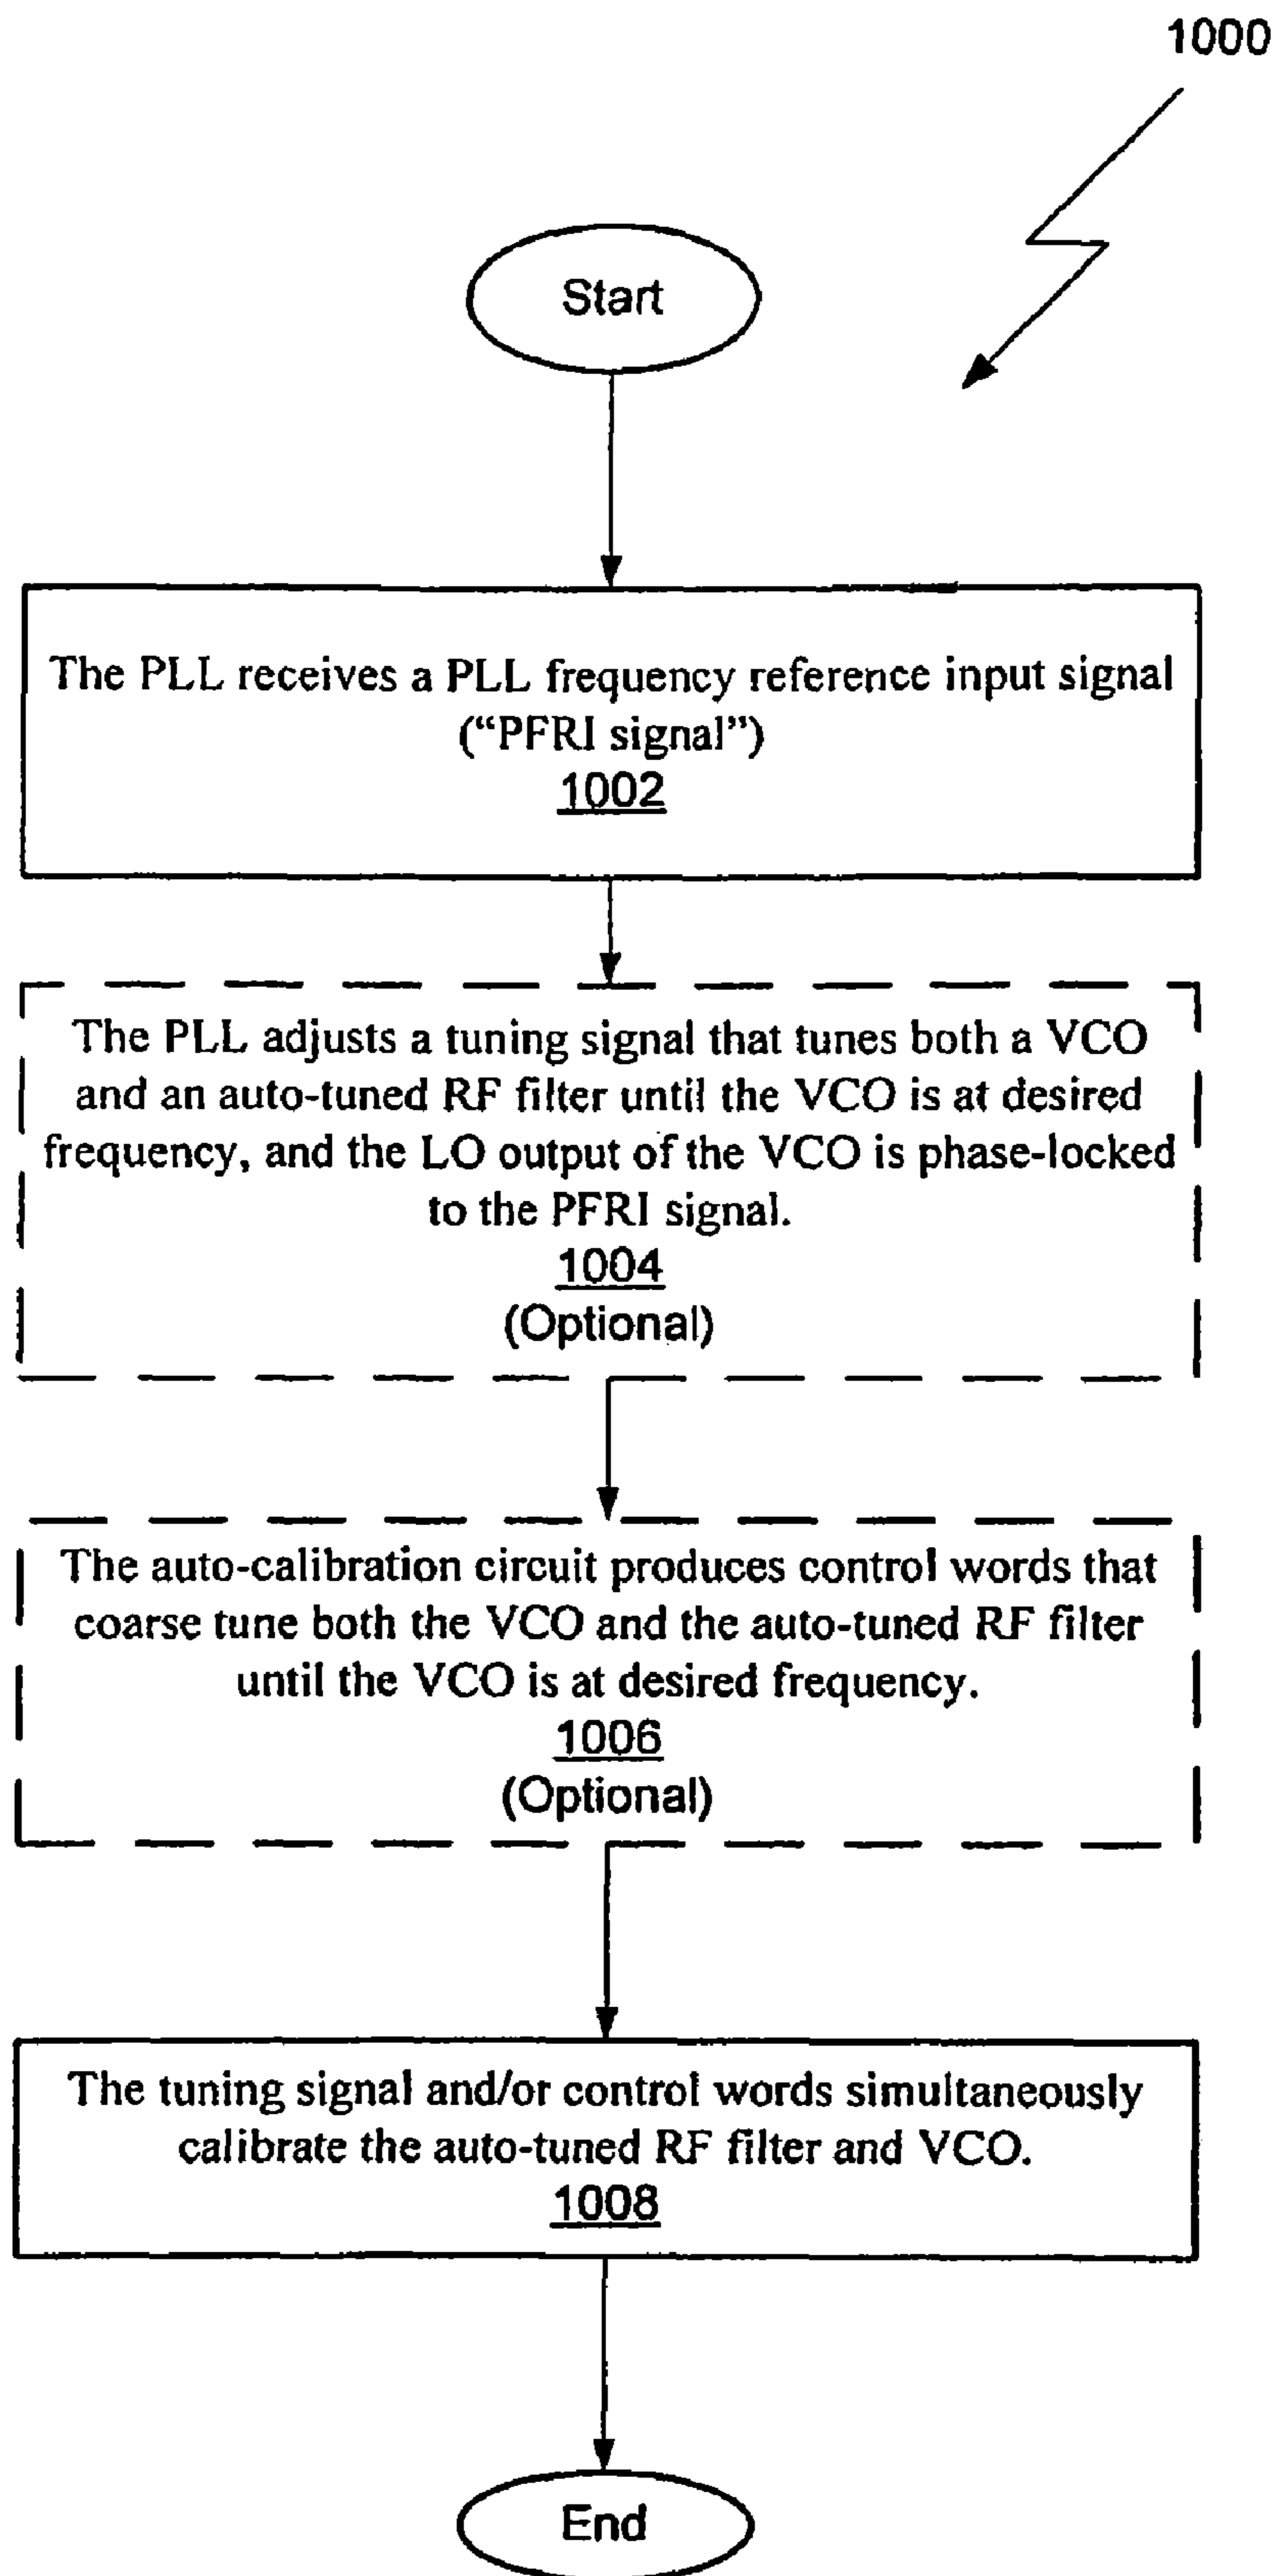 1000
Start
The PLL receives a PLL frequency reference input signal
(“PFRI signal”)
1002
The PLL adjusts a tuning signal that tunes both a VCO
and an auto-tuned RF filter until the VCO is at desired
frequency, and the LO output of the VCO is phase-locked
to the PFRI signal.
1004
(Optional)
The auto-calibration circuit produces control words that
coarse tune both the VCO and the auto-tuned RF filter
until the VCO is at desired frequency.
1006
(Optional)
The tuning signal and/or control words simultaneously
calibrate the auto-tuned RF filter and VCO.
1008
End